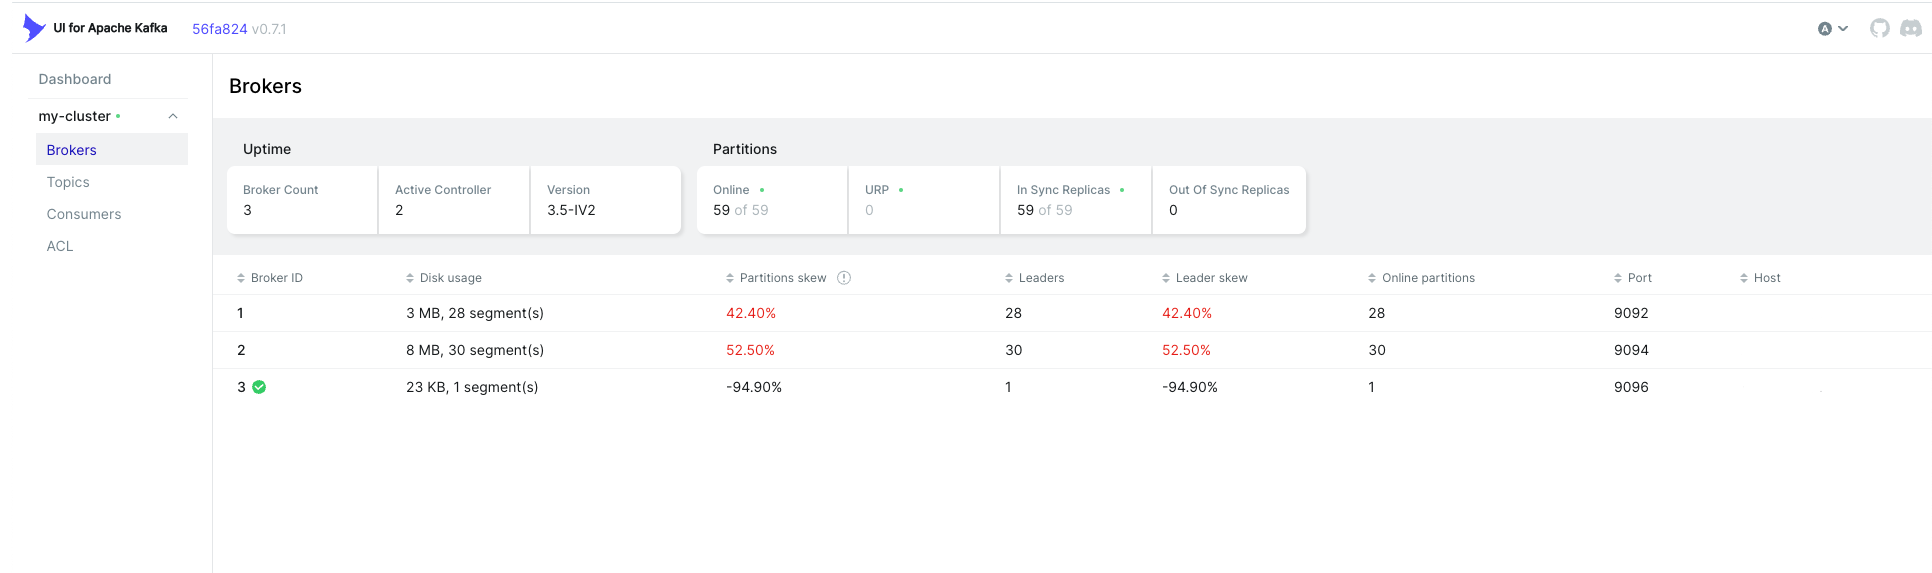 UI for Apache Kafka 56fa824 v0.7.1 A
Dashboard
my-cluster
Brokers
Topics
Consumers
ACL
Brokers
Uptime
Broker Count
3
Active Controller
2
Version
3.5-IV2
Partitions
Online
59 of 59
URP
0
In Sync Replicas
59 of 59
Out Of Sync Replicas
0
Broker ID Disk usage Partitions skew Leaders Leader skew Online partitions Port Host
1 3 MB, 28 segment(s) 42.40% 28 42.40% 28 9092
2 8 MB, 30 segment(s) 52.50% 30 52.50% 30 9094
3 23 KB, 1 segment(s) -94.90% 1 -94.90% 1 9096